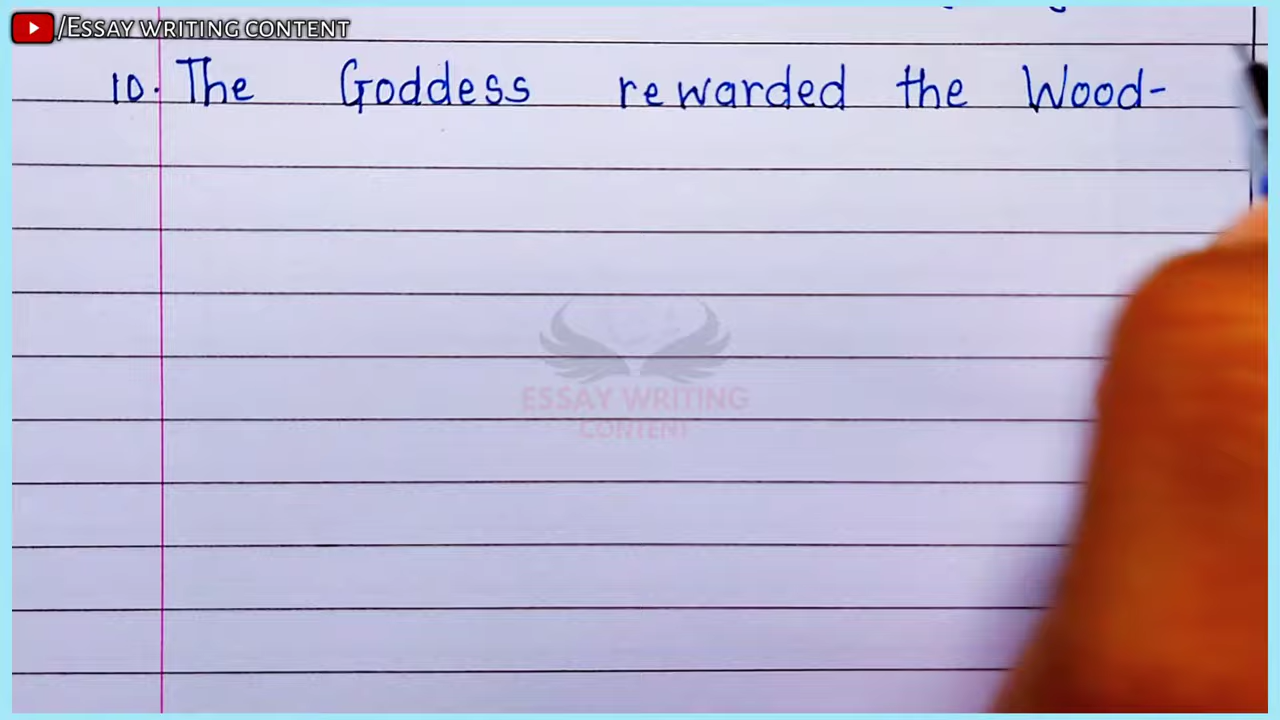 /ESSAY WRITING CONTENT
10. The Goddess rewarded the Wood-
ESSAY WRITING
CONTENT